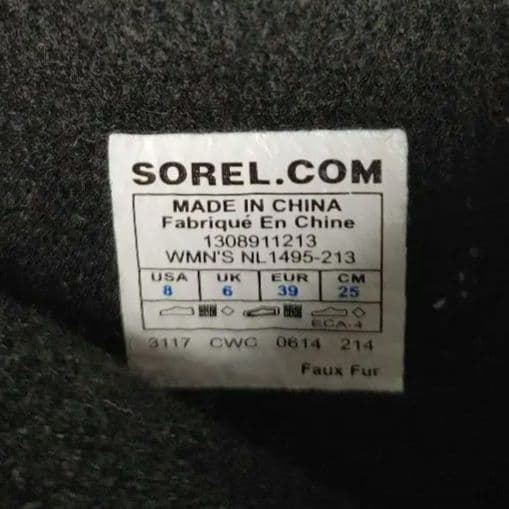 SOREL.COM
MADE IN CHINA
Fabriqué En Chine
1308911213
WMN'S NL1495-213
USA UK EUR CM
8 6 39 25
ECA-4
3117 CWC 0614 214
Faux Fur